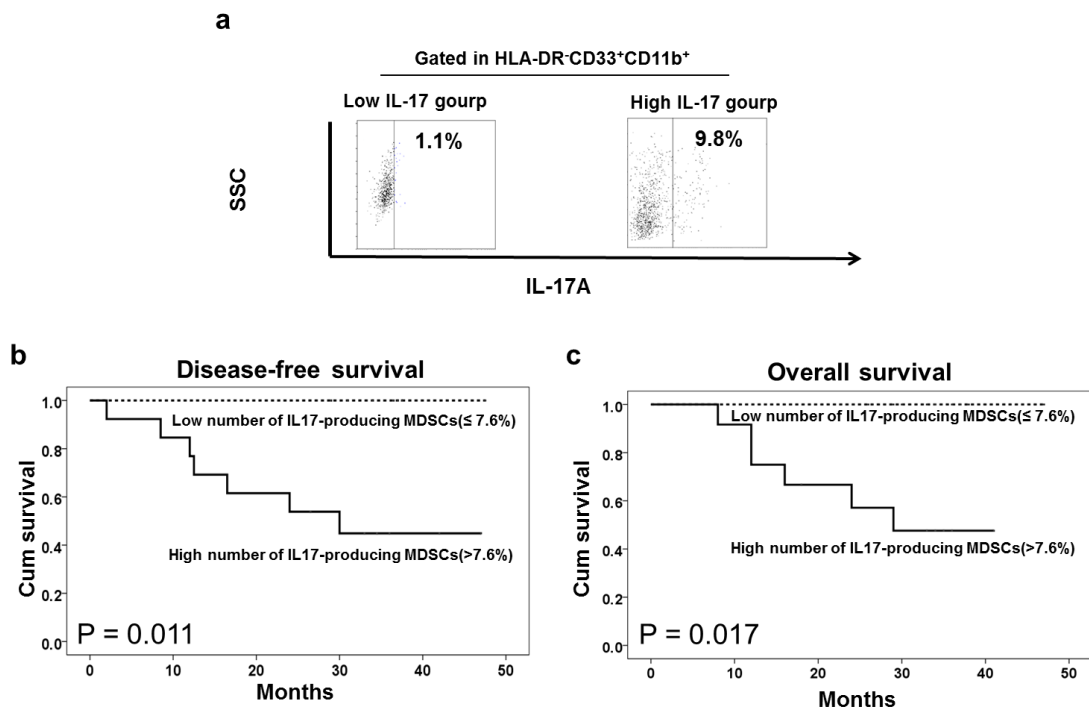 a
Gated in HLA-DR-CD33+CD11b+
Low IL-17 gourp
High IL-17 gourp
1.1%
9.8%
SSC
IL-17A
b
Disease-free survival
1.0
0.8
0.6
0.4
0.2
0.0
Cum survival
Low number of IL17-producing MDSCs(≤ 7.6%)
High number of IL17-producing MDSCs(>7.6%)
P = 0.011
0 10 20 30 40 50
Months
c
Overall survival
1.0
0.8
0.6
0.4
0.2
0.0
Cum survival
Low number of IL17-producing MDSCs(≤ 7.6%)
High number of IL17-producing MDSCs(>7.6%)
P = 0.017
0 10 20 30 40 50
Months